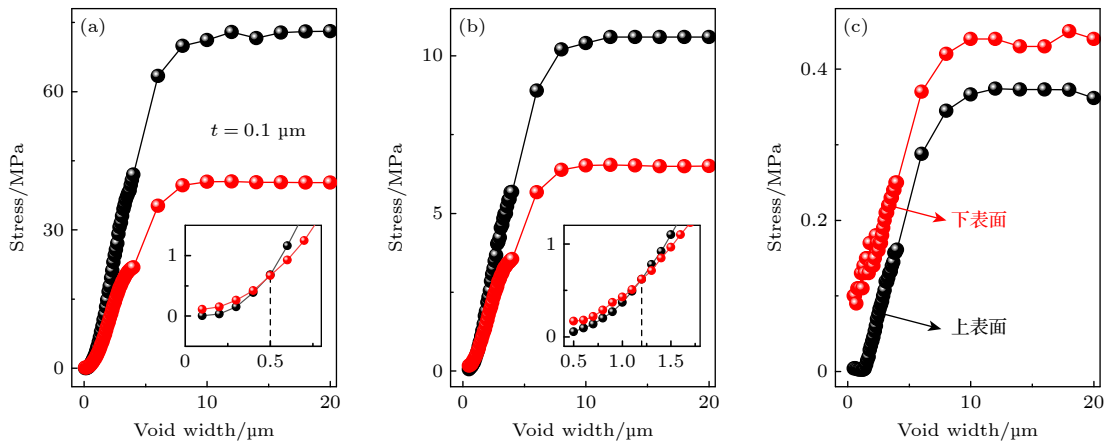 (a)
Stress/MPa
60
30
0
t = 0.1 µm
1
0
0
0.5
0
10
20
Void width/µm
(b)
Stress/MPa
10
5
0
1
0
0.5
1.0
1.5
0
10
20
Void width/µm
(c)
Stress/MPa
0.4
0.2
0
下表面
上表面
0
10
20
Void width/µm